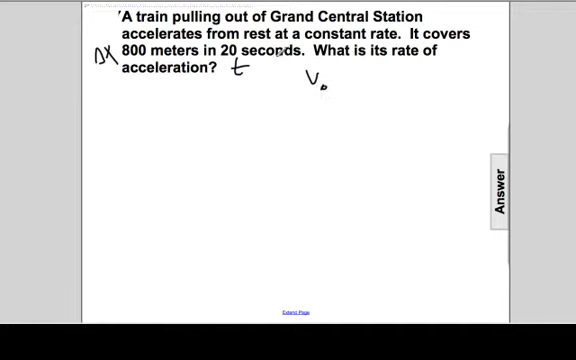 A train pulling out of Grand Central Station
accelerates from rest at a constant rate. It covers
800 meters in 20 seconds. What is its rate of
acceleration?
Δx
t
v₀
Answer
Extend Page